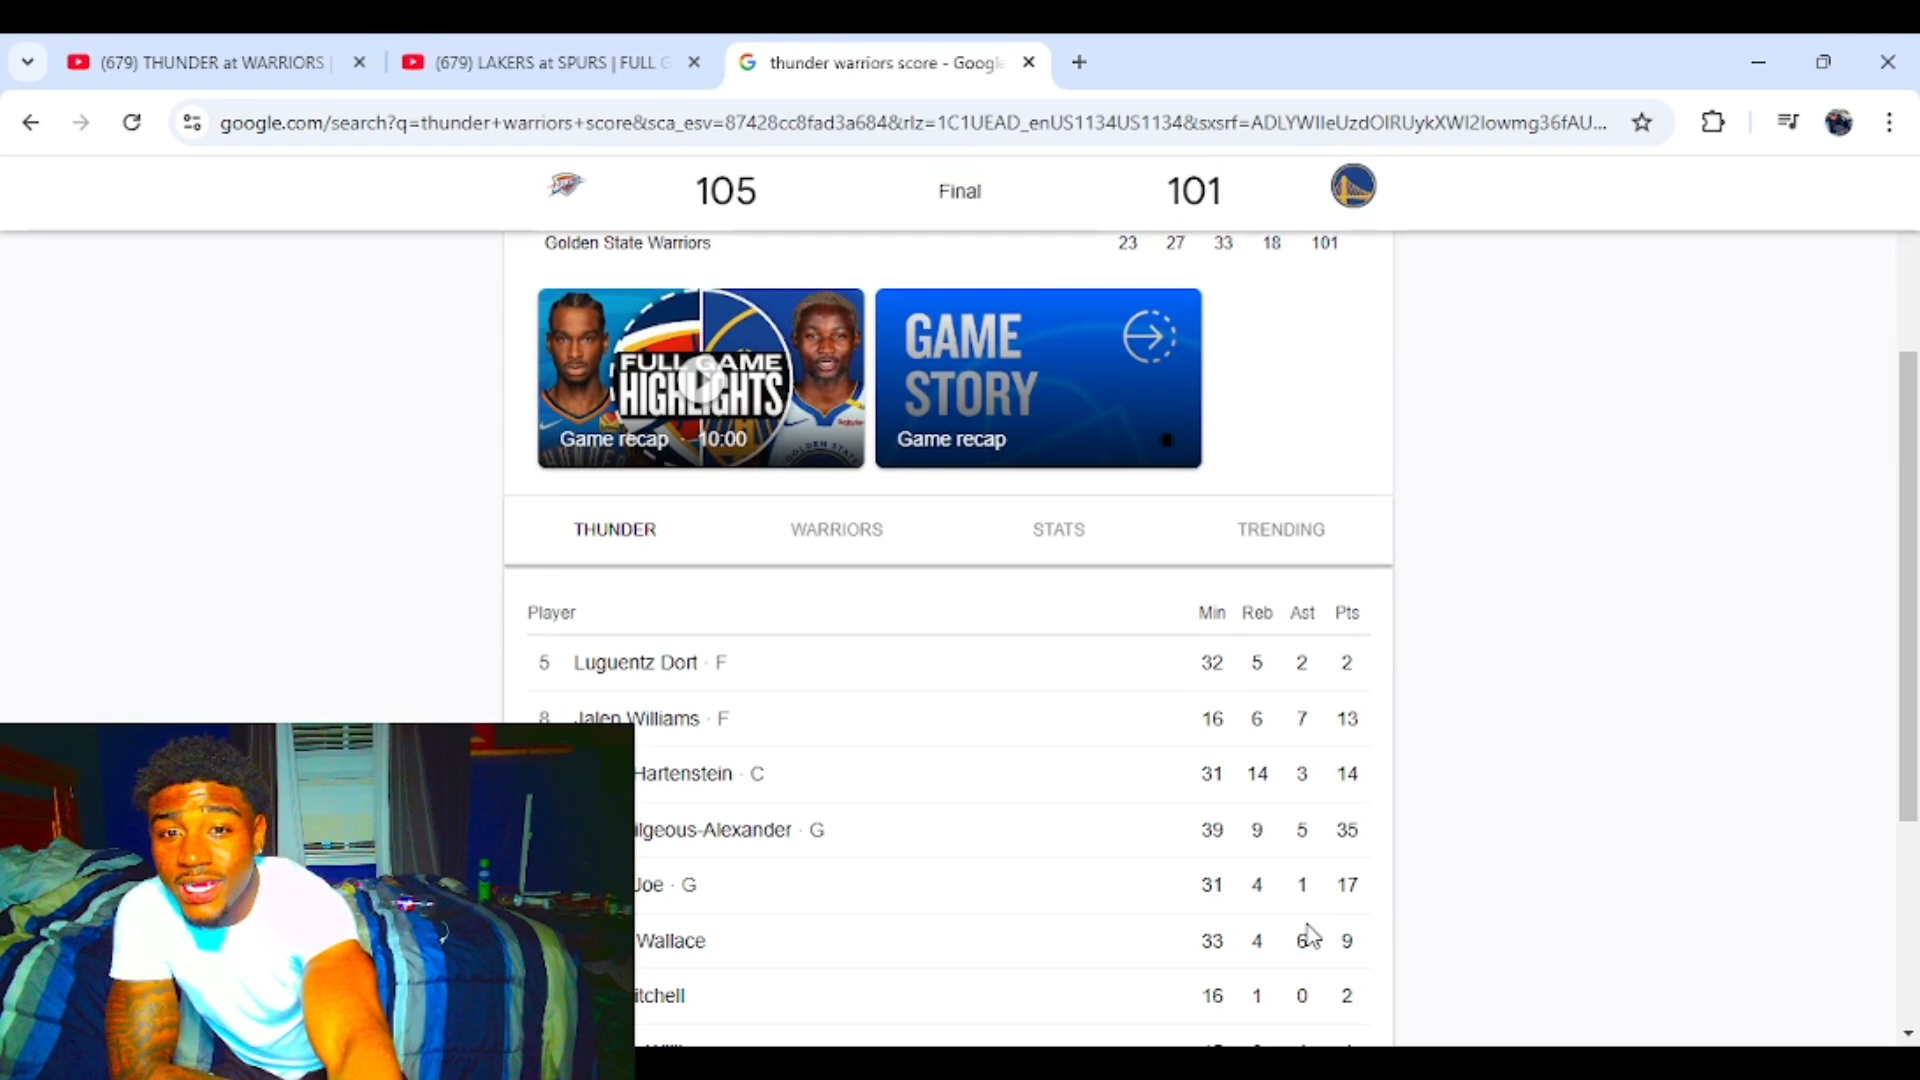 (679) THUNDER at WARRIORS |
(679) LAKERS at SPURS | FULL G
thunder warriors score - Google
google.com/search?q=thunder+warriors+score&sca_esv=87428cc8fad3a684&rlz=1C1UEAD_enUS1134US1134&sxsrf=ADLYWIIeUzdOIRUykXWI2Iowmg36fAU...
105 Final 101
Golden State Warriors 23 27 33 18 101
FULL GAME
HIGHLIGHTS
Game recap · 10:00
GAME
STORY
Game recap
THUNDER WARRIORS STATS TRENDING
Player Min Reb Ast Pts
5 Luguentz Dort · F 32 5 2 2
8 Jalen Williams · F 16 6 7 13
Hartenstein · C 31 14 3 14
ilgeous-Alexander · G 39 9 5 35
Joe · G 31 4 1 17
Wallace 33 4 6 9
itchell 16 1 0 2